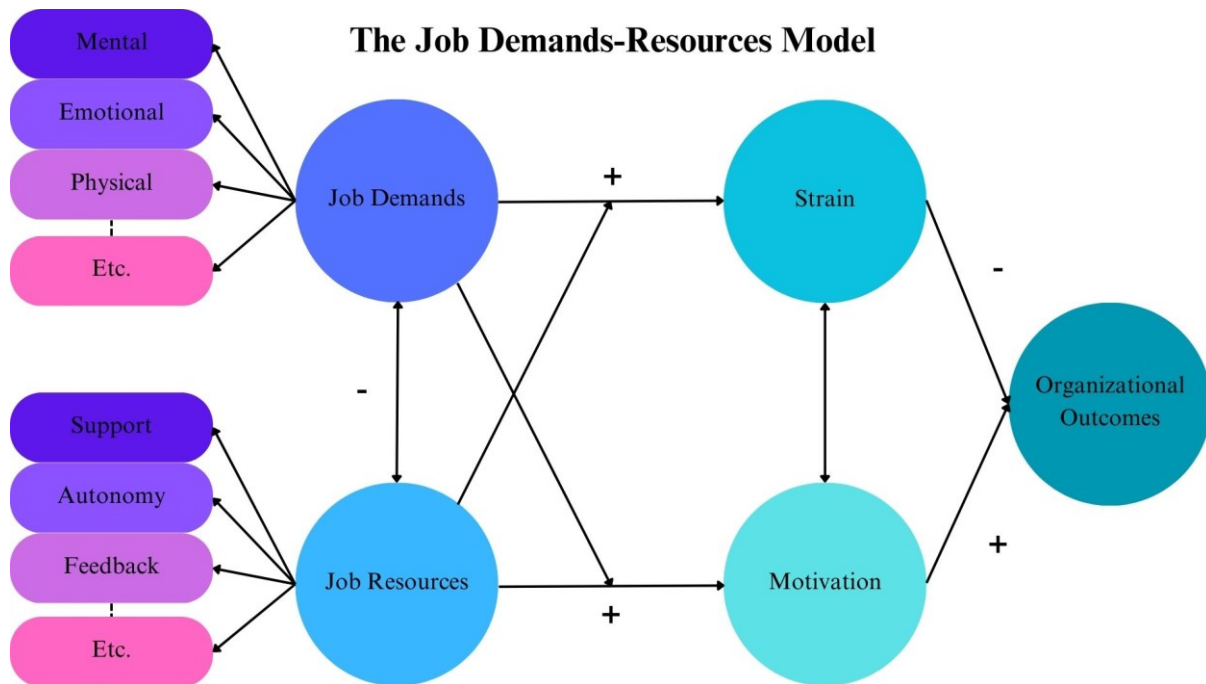 The Job Demands-Resources Model
Mental
Emotional
Physical
Etc.
Job Demands
+
Strain
-
-
Organizational
Outcomes
Support
Autonomy
Feedback
Etc.
Job Resources
+
Motivation
+